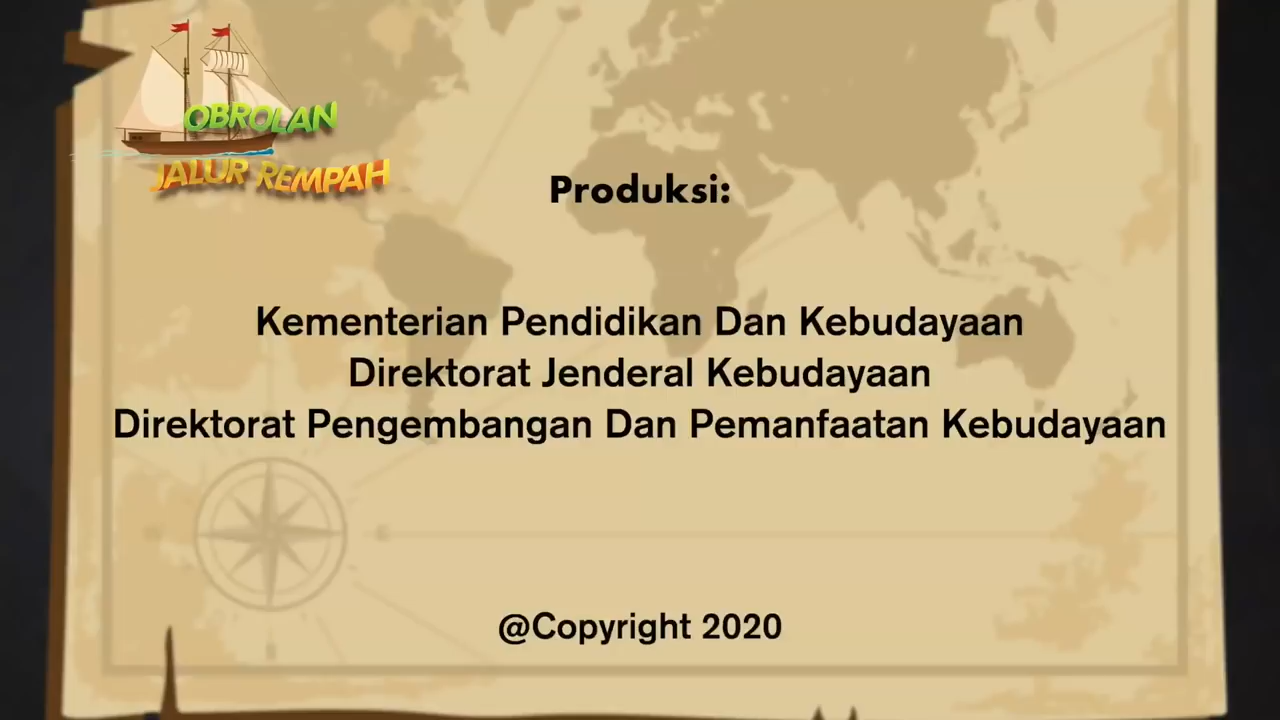 OBROLAN
JALUR REMPAH
Produksi:
Kementerian Pendidikan Dan Kebudayaan
Direktorat Jenderal Kebudayaan
Direktorat Pengembangan Dan Pemanfaatan Kebudayaan
@Copyright 2020